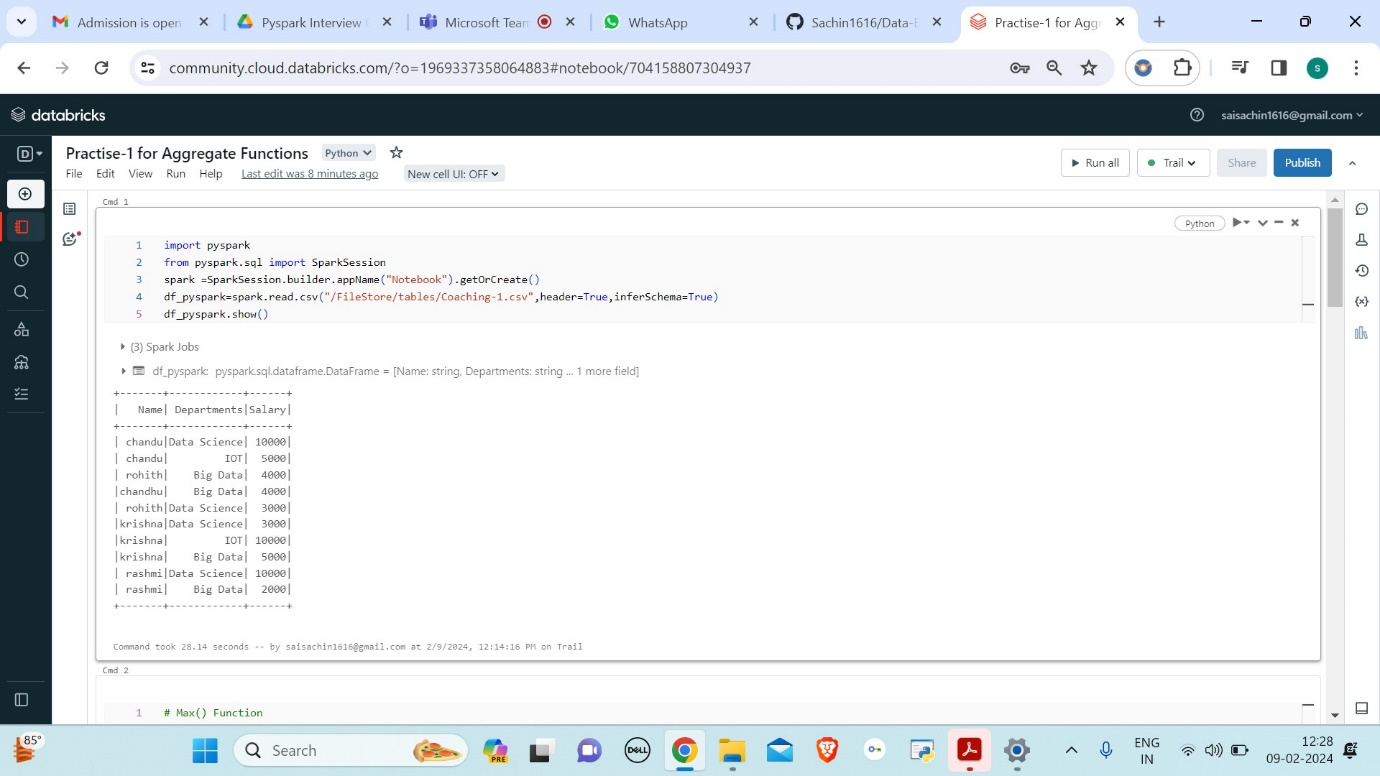 Admission is open
Pyspark Interview
Microsoft Team
WhatsApp
Sachin1616/Data-E
Practise-1 for Agg
community.cloud.databricks.com/?o=1969337358064883#notebook/704158807304937
S
databricks
saisachin1616@gmail.com
D
Practise-1 for Aggregate Functions Python
File Edit View Run Help Last edit was 8 minutes ago New cell UI: OFF
Run all Trail Share Publish
Cmd 1
Python
1 import pyspark
2 from pyspark.sql import SparkSession
3 spark =SparkSession.builder.appName("Notebook").getOrCreate()
4 df_pyspark=spark.read.csv("/FileStore/tables/Coaching-1.csv",header=True,inferSchema=True)
5 df_pyspark.show()
(3) Spark Jobs
df_pyspark: pyspark.sql.dataframe.DataFrame = [Name: string, Departments: string ... 1 more field]
+-------+------------+------+
|   Name| Departments|Salary|
+-------+------------+------+
| chandu|Data Science| 10000|
| chandu|         IOT|  5000|
| rohith|    Big Data|  4000|
|chandhu|    Big Data|  4000|
| rohith|Data Science|  3000|
|krishna|Data Science|  3000|
|krishna|         IOT| 10000|
|krishna|    Big Data|  5000|
| rashmi|Data Science| 10000|
| rashmi|    Big Data|  2000|
+-------+------------+------+
Command took 28.14 seconds -- by saisachin1616@gmail.com at 2/9/2024, 12:14:16 PM on Trail
Cmd 2
1 # Max() Function
85°
Search
PRE
DELL
ENG
IN
12:28
09-02-2024